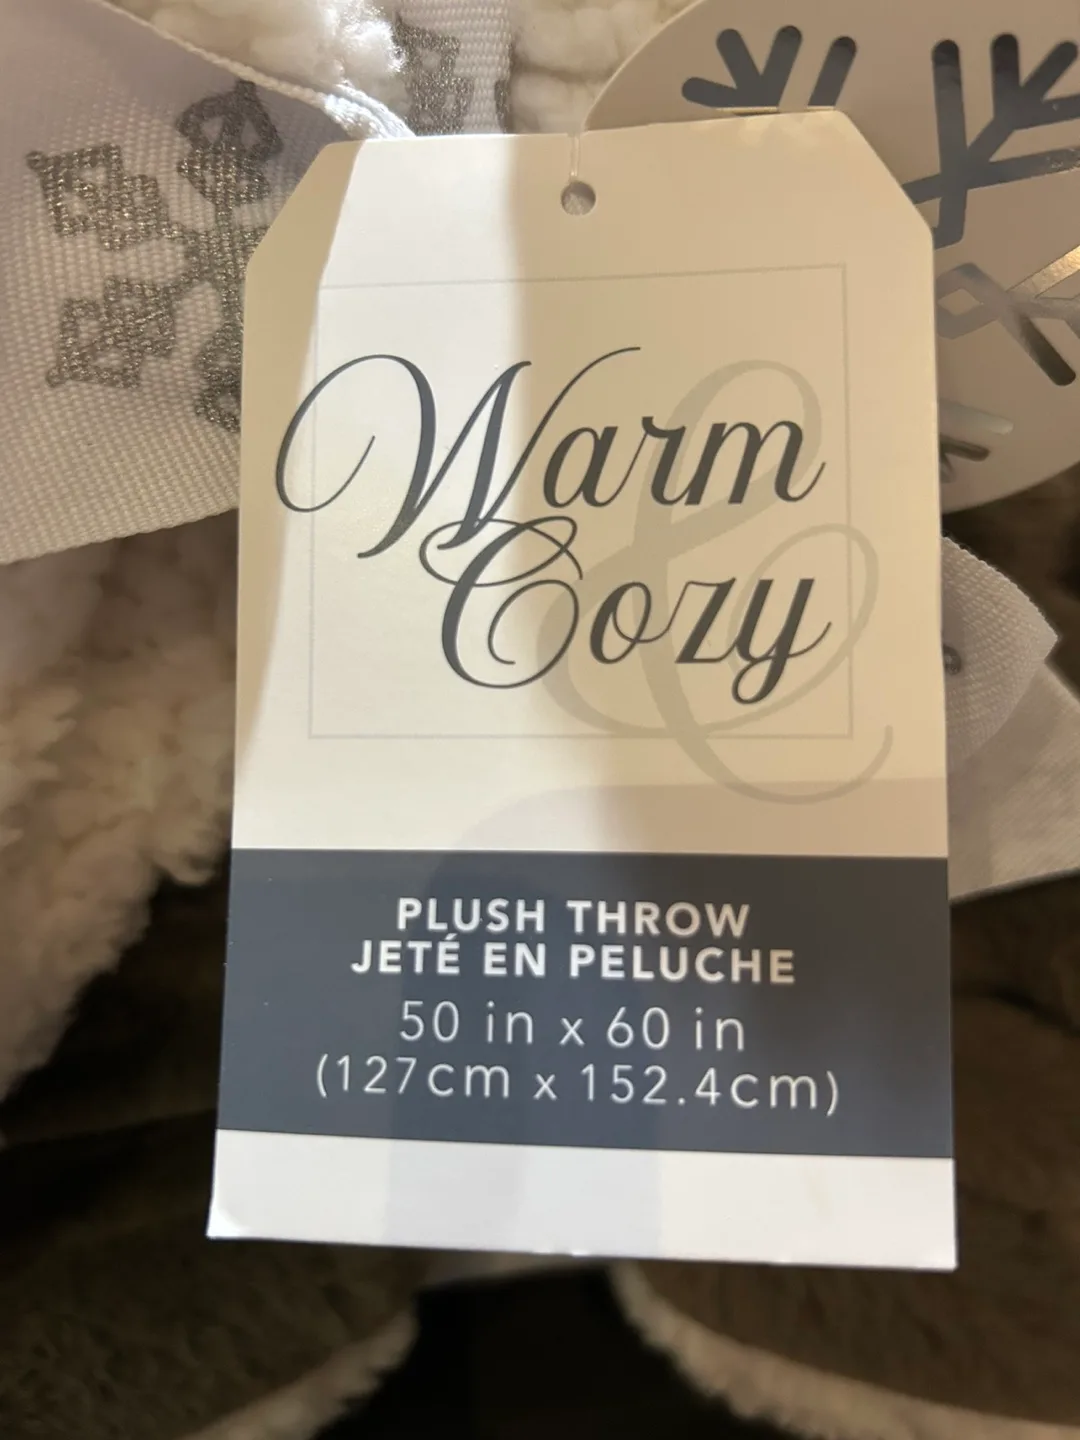 Warm
&
Cozy
PLUSH THROW
JETÉ EN PELUCHE
50 in x 60 in
(127cm x 152.4cm)